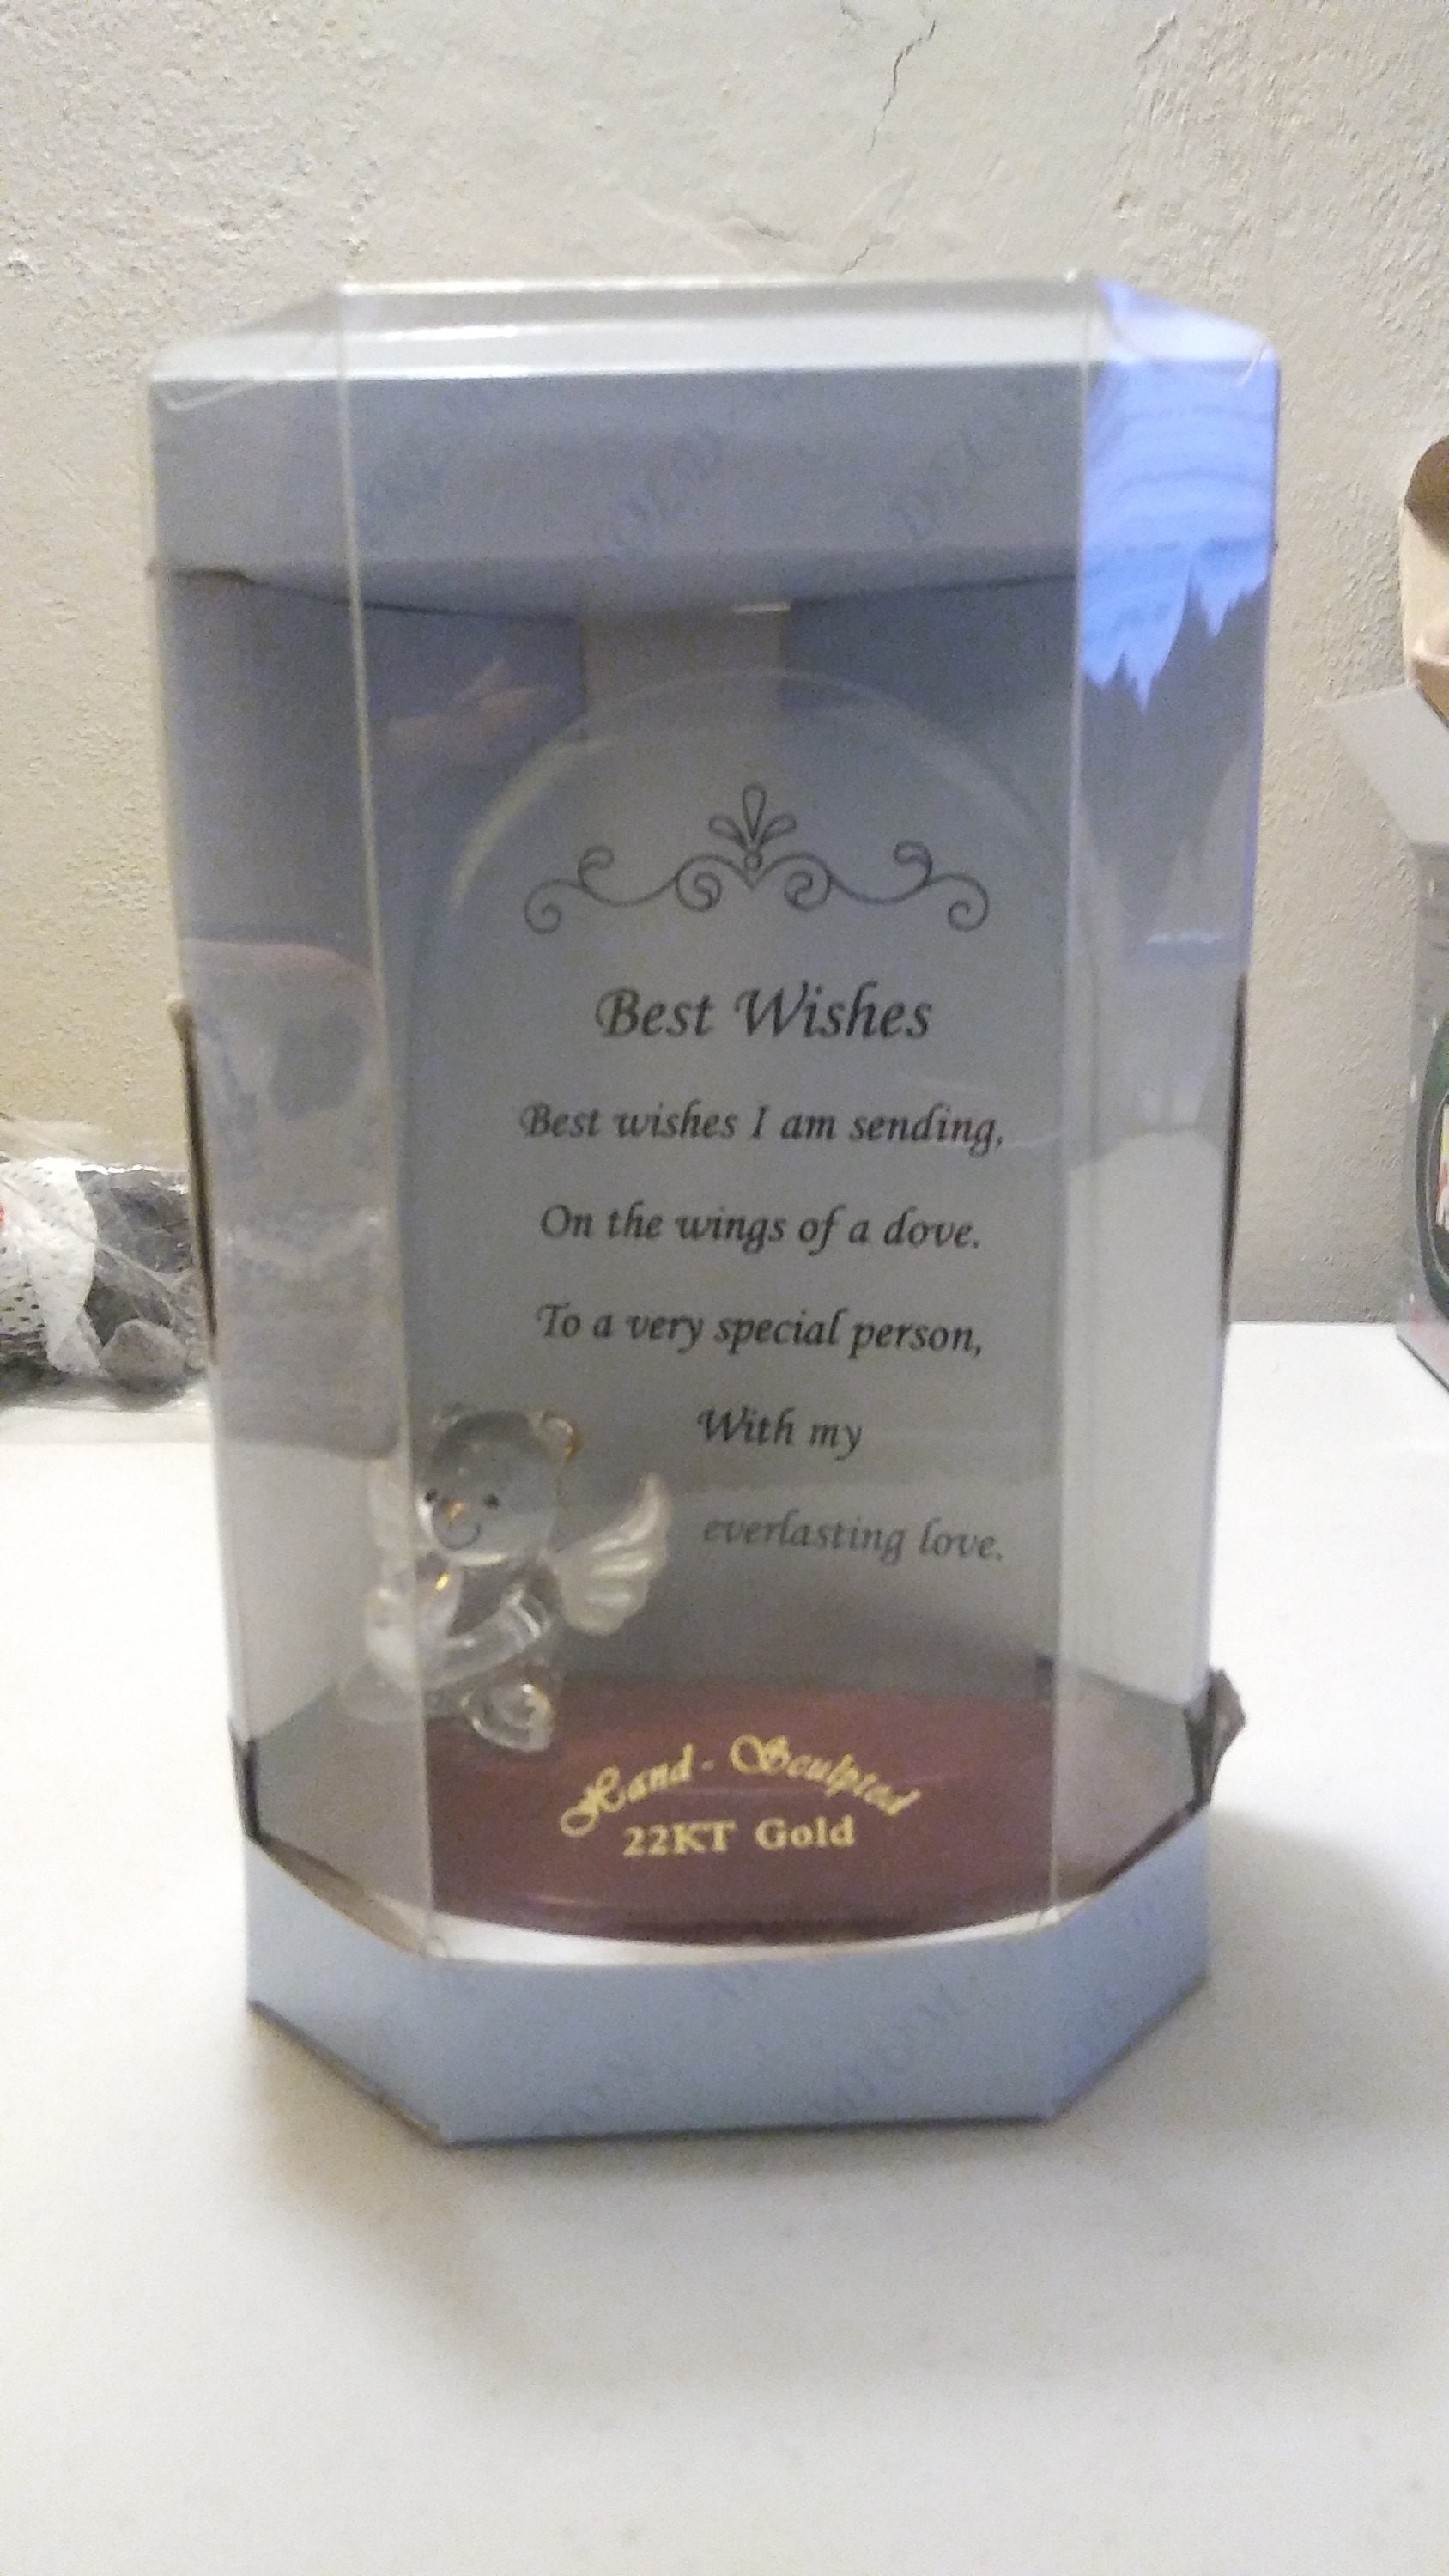 Best Wishes
Best wishes I am sending,
On the wings of a dove.
To a very special person,
With my
everlasting love.
Hand-Sculpted
22KT Gold